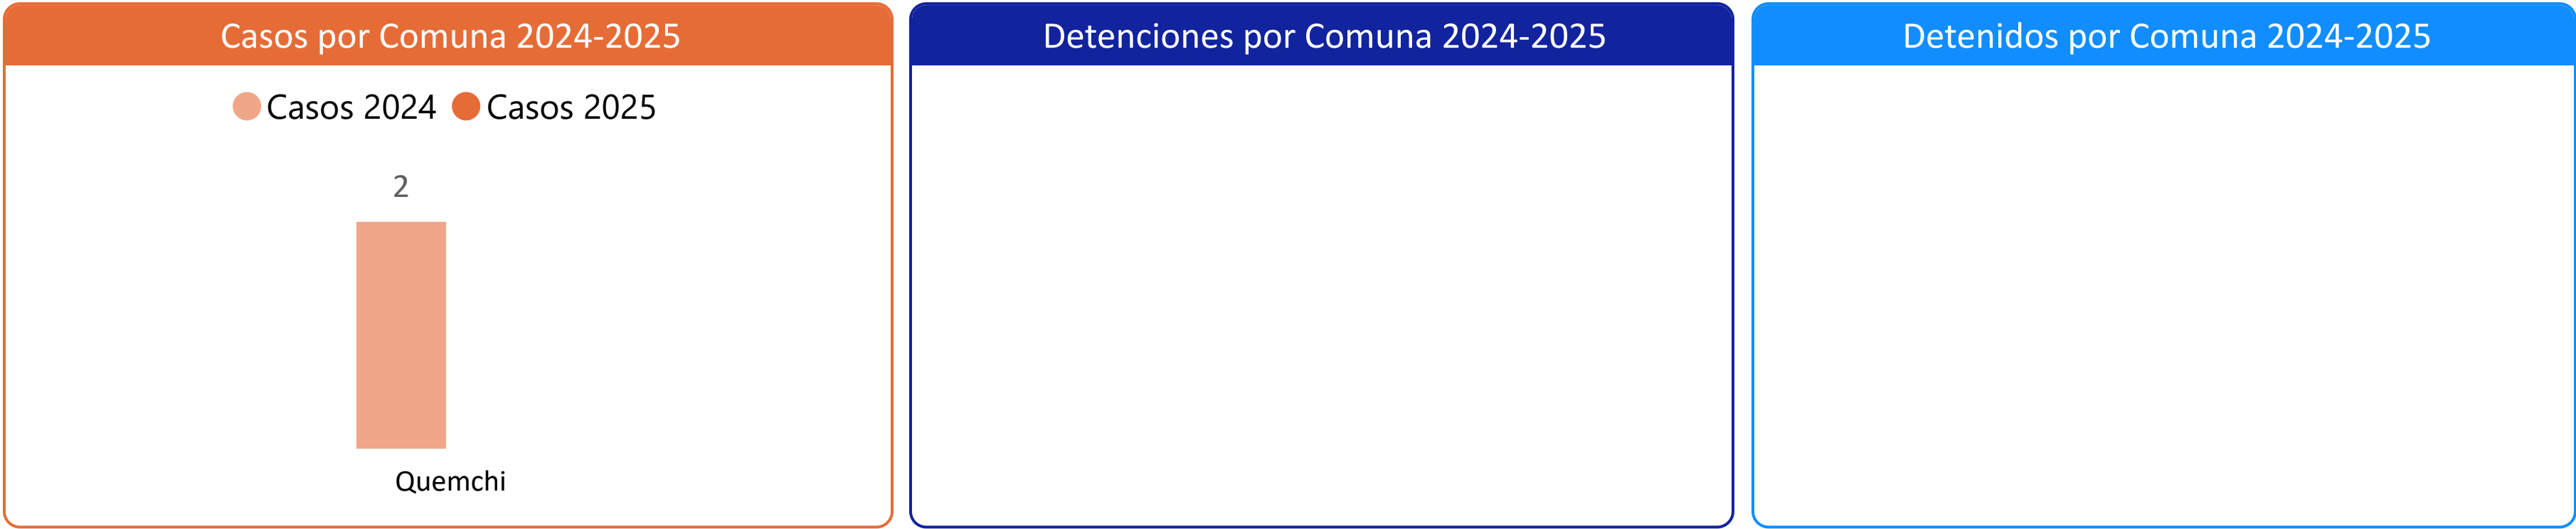 Casos por Comuna 2024-2025
Casos 2024 Casos 2025
2
Quemchi
Detenciones por Comuna 2024-2025
Detenidos por Comuna 2024-2025